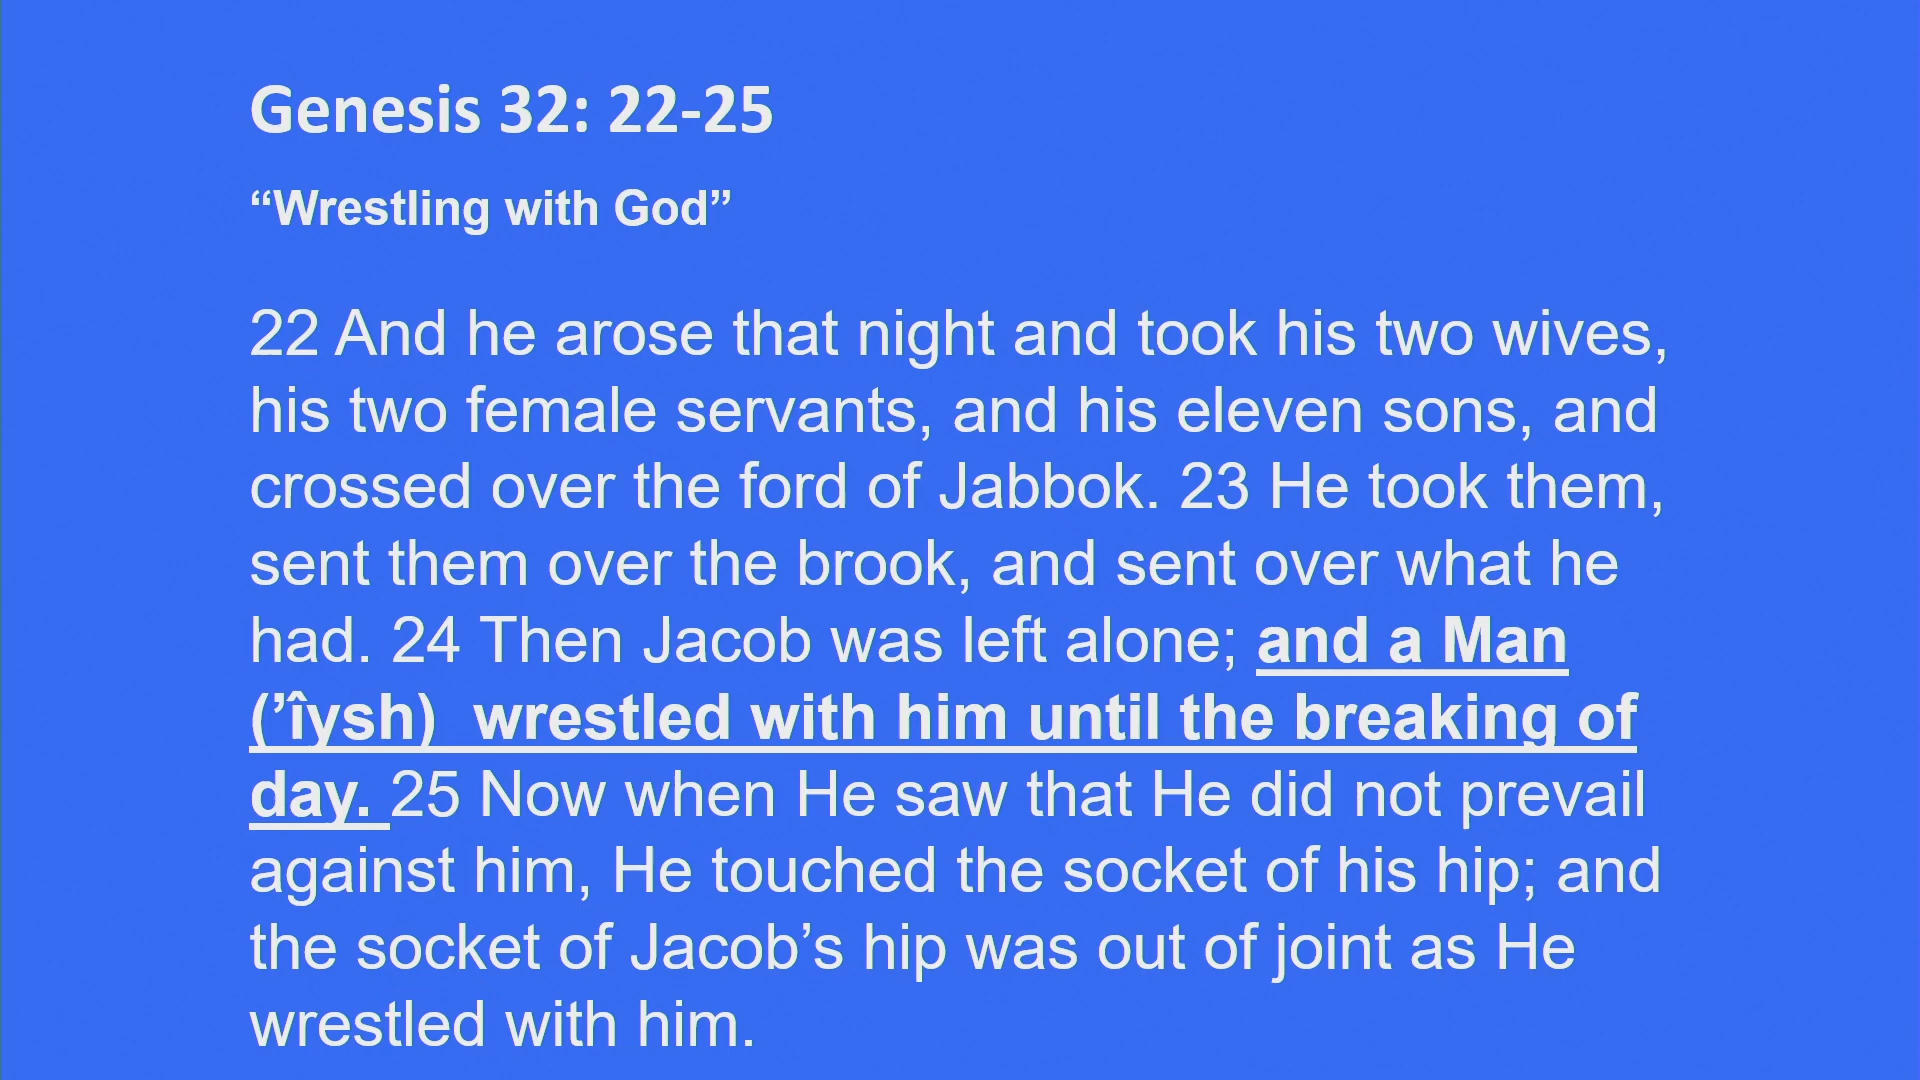 Genesis 32: 22-25
“Wrestling with God”
22 And he arose that night and took his two wives,
his two female servants, and his eleven sons, and
crossed over the ford of Jabbok. 23 He took them,
sent them over the brook, and sent over what he
had. 24 Then Jacob was left alone; and a Man
(’îysh)  wrestled with him until the breaking of
day. 25 Now when He saw that He did not prevail
against him, He touched the socket of his hip; and
the socket of Jacob’s hip was out of joint as He
wrestled with him.